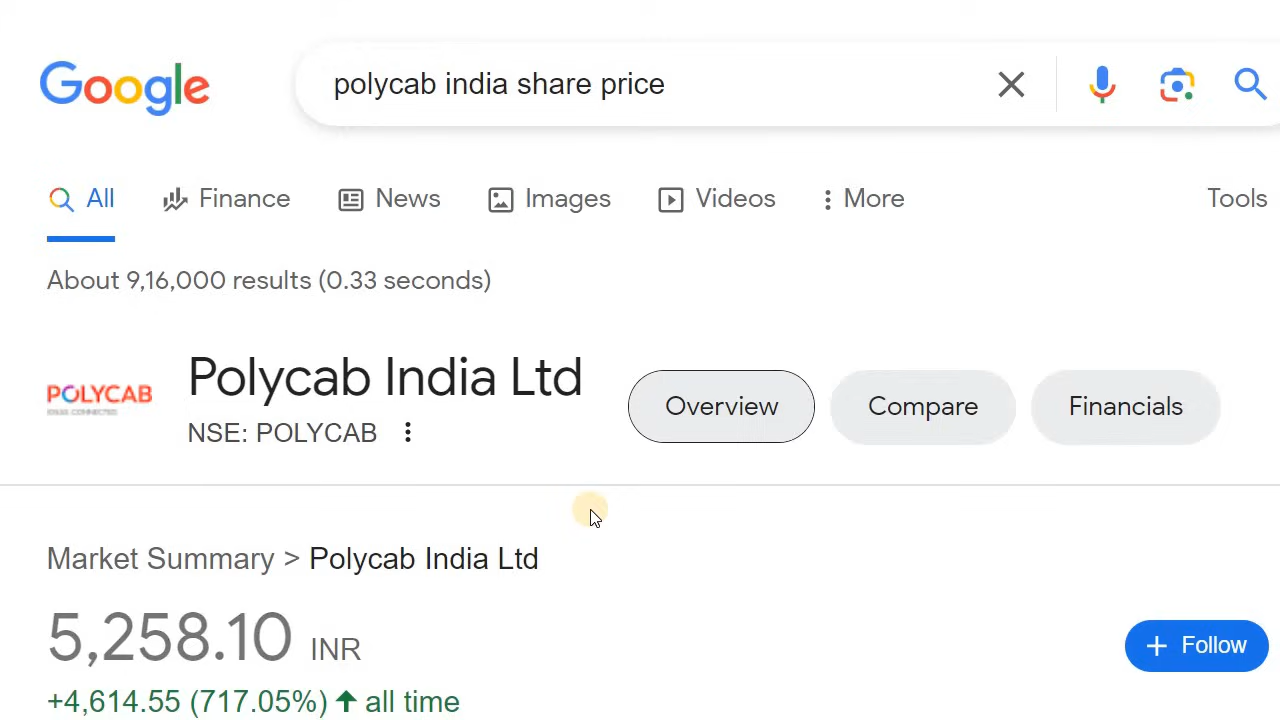 Google
polycab india share price
All Finance News Images Videos More Tools
About 9,16,000 results (0.33 seconds)
POLYCAB
IDEAS. CONNECTED.
Polycab India Ltd
NSE: POLYCAB
Overview Compare Financials
Market Summary > Polycab India Ltd
5,258.10 INR
+ Follow
+4,614.55 (717.05%) ↑ all time